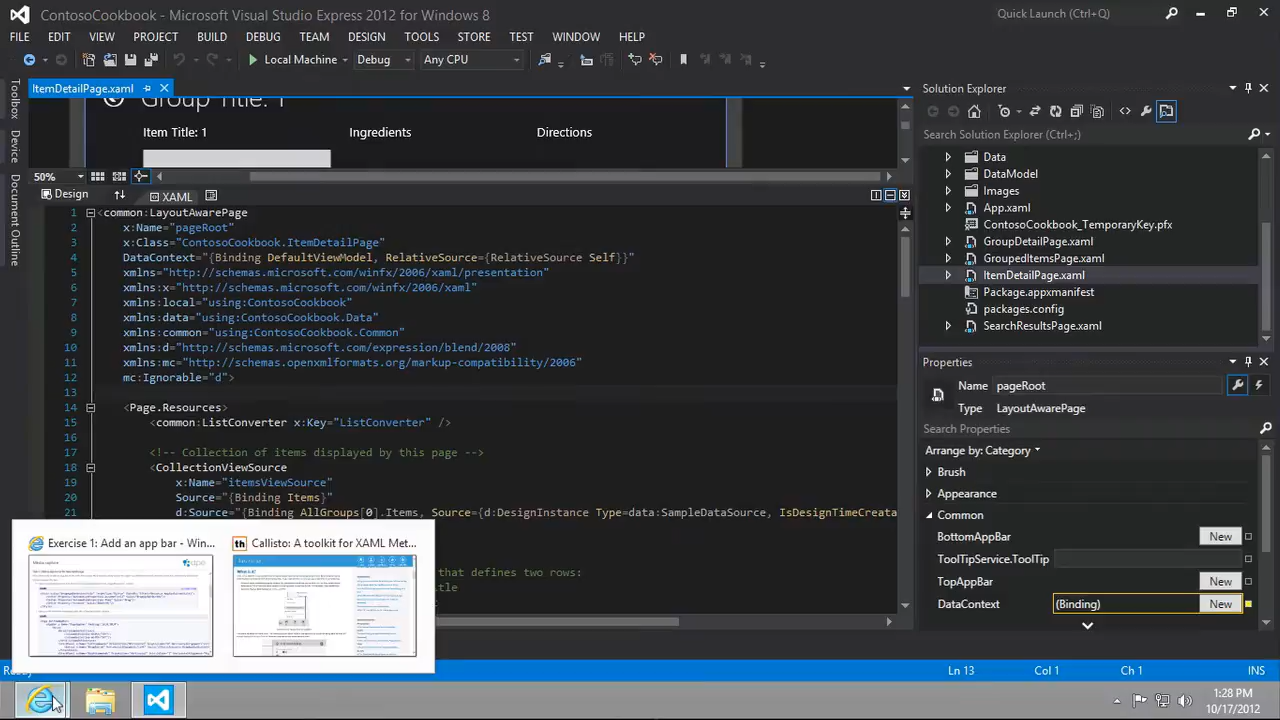 ContosoCookbook - Microsoft Visual Studio Express 2012 for Windows 8
Quick Launch (Ctrl+Q)
FILE EDIT VIEW PROJECT BUILD DEBUG TEAM DESIGN TOOLS STORE TEST WINDOW HELP
Local Machine Debug Any CPU
Toolbox
Device
Document Outline
ItemDetailPage.xaml
Group Title: 1
Item Title: 1 Ingredients Directions
50%
Design XAML
1 <common:LayoutAwarePage
2 x:Name="pageRoot"
3 x:Class="ContosoCookbook.ItemDetailPage"
4 DataContext="{Binding DefaultViewModel, RelativeSource={RelativeSource Self}}"
5 xmlns="http://schemas.microsoft.com/winfx/2006/xaml/presentation"
6 xmlns:x="http://schemas.microsoft.com/winfx/2006/xaml"
7 xmlns:local="using:ContosoCookbook"
8 xmlns:data="using:ContosoCookbook.Data"
9 xmlns:common="using:ContosoCookbook.Common"
10 xmlns:d="http://schemas.microsoft.com/expression/blend/2008"
11 xmlns:mc="http://schemas.openxmlformats.org/markup-compatibility/2006"
12 mc:Ignorable="d">
13
14 <Page.Resources>
15 <common:ListConverter x:Key="ListConverter" />
16
17 <!-- Collection of items displayed by this page -->
18 <CollectionViewSource
19 x:Name="itemsViewSource"
20 Source="{Binding Items}"
21 d:Source="{Binding AllGroups[0].Items, Source={d:DesignInstance Type=data:SampleDataSource, IsDesignTimeCreata
Exercise 1: Add an app bar - Win...
Callisto: A toolkit for XAML Met...
Solution Explorer
Search Solution Explorer (Ctrl+;)
Data
DataModel
Images
App.xaml
ContosoCookbook_TemporaryKey.pfx
GroupDetailPage.xaml
GroupedItemsPage.xaml
ItemDetailPage.xaml
Package.appxmanifest
packages.config
SearchResultsPage.xaml
Properties
Name pageRoot
Type LayoutAwarePage
Search Properties
Arrange by: Category
Brush
Appearance
Common
New
TopAppBar
New
Ln 13 Col 1 Ch 1 INS
1:28 PM
10/17/2012